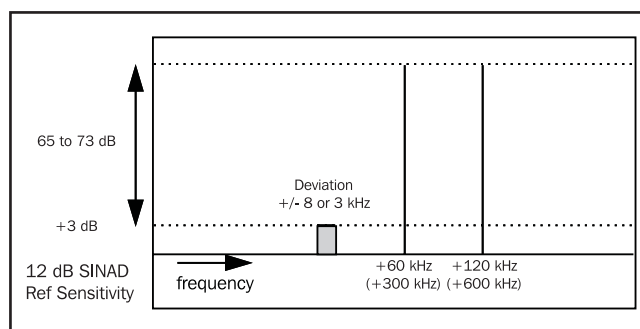 65 to 73 dB
Deviation
+/- 8 or 3 kHz
+3 dB
12 dB SINAD
Ref Sensitivity
frequency
+60 kHz
(+300 kHz)
+120 kHz
(+600 kHz)